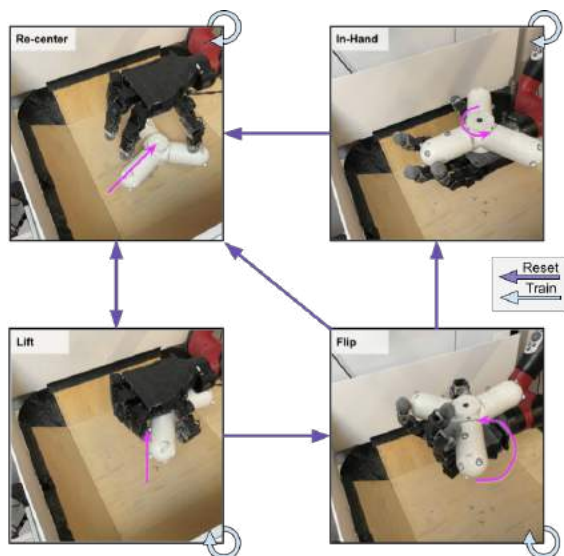 Re-center
In-Hand
Reset
Train
Lift
Flip